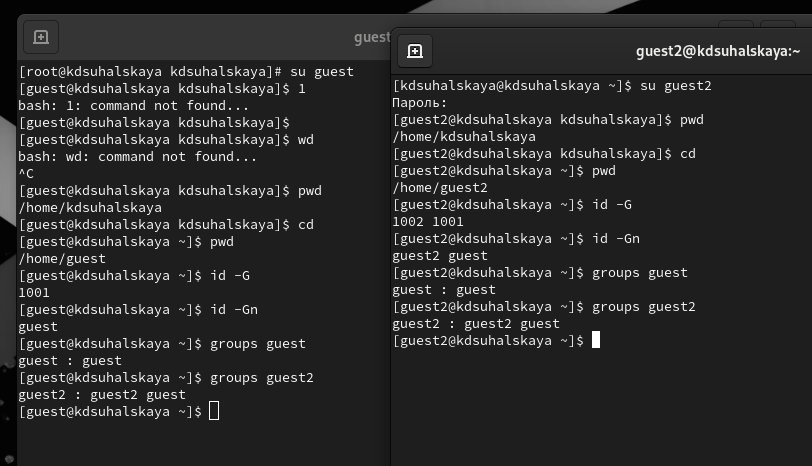 guest
[root@kdsuhalskaya kdsuhalskaya]# su guest
[guest@kdsuhalskaya kdsuhalskaya]$ l
bash: l: command not found...
[guest@kdsuhalskaya kdsuhalskaya]$
[guest@kdsuhalskaya kdsuhalskaya]$ wd
bash: wd: command not found...
^C
[guest@kdsuhalskaya kdsuhalskaya]$ pwd
/home/kdsuhalskaya
[guest@kdsuhalskaya kdsuhalskaya]$ cd
[guest@kdsuhalskaya ~]$ pwd
/home/guest
[guest@kdsuhalskaya ~]$ id -G
1001
[guest@kdsuhalskaya ~]$ id -Gn
guest
[guest@kdsuhalskaya ~]$ groups guest
guest : guest
[guest@kdsuhalskaya ~]$ groups guest2
guest2 : guest2 guest
[guest@kdsuhalskaya ~]$
guest2@kdsuhalskaya:~
[kdsuhalskaya@kdsuhalskaya ~]$ su guest2
Пароль:
[guest2@kdsuhalskaya kdsuhalskaya]$ pwd
/home/kdsuhalskaya
[guest2@kdsuhalskaya kdsuhalskaya]$ cd
[guest2@kdsuhalskaya ~]$ pwd
/home/guest2
[guest2@kdsuhalskaya ~]$ id -G
1002 1001
[guest2@kdsuhalskaya ~]$ id -Gn
guest2 guest
[guest2@kdsuhalskaya ~]$ groups guest
guest : guest
[guest2@kdsuhalskaya ~]$ groups guest2
guest2 : guest2 guest
[guest2@kdsuhalskaya ~]$